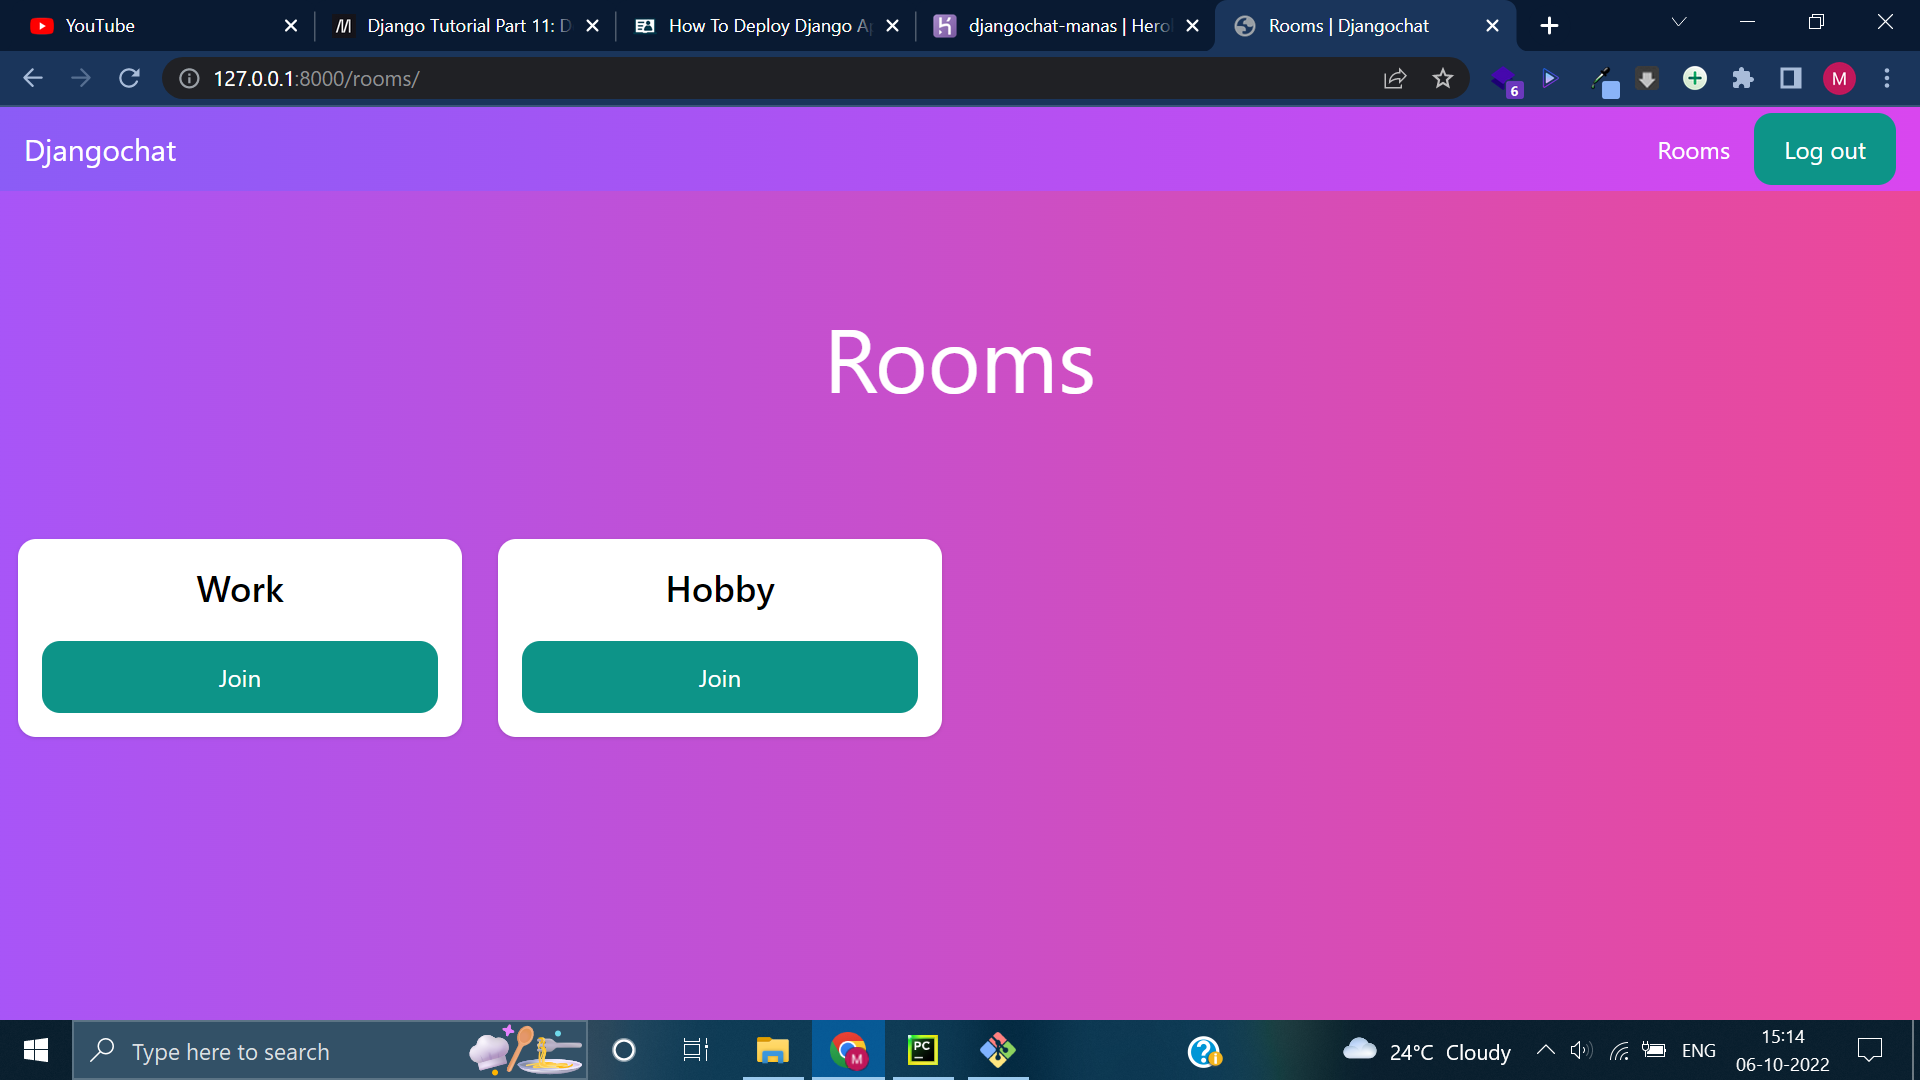 YouTube
Django Tutorial Part 11: D
How To Deploy Django Ap
djangochat-manas | Hero
Rooms | Djangochat
127.0.0.1:8000/rooms/
6
M
Djangochat
Rooms
Log out
Rooms
Work
Hobby
Join
Join
Type here to search
M
PC
24°C Cloudy
ENG
15:14
06-10-2022